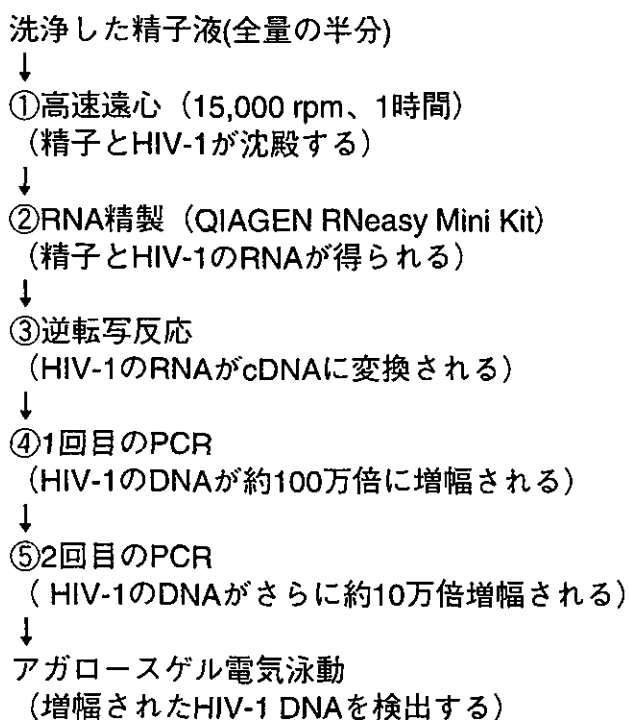 洗浄した精子液(全量の半分)
↓
①高速遠心（15,000 rpm、1時間）
（精子とHIV-1が沈殿する）
↓
②RNA精製（QIAGEN RNeasy Mini Kit）
（精子とHIV-1のRNAが得られる）
↓
③逆転写反応
（HIV-1のRNAがcDNAに変換される）
↓
④1回目のPCR
（HIV-1のDNAが約100万倍に増幅される）
↓
⑤2回目のPCR
（ HIV-1のDNAがさらに約10万倍増幅される）
↓
アガロースゲル電気泳動
（増幅されたHIV-1 DNAを検出する）